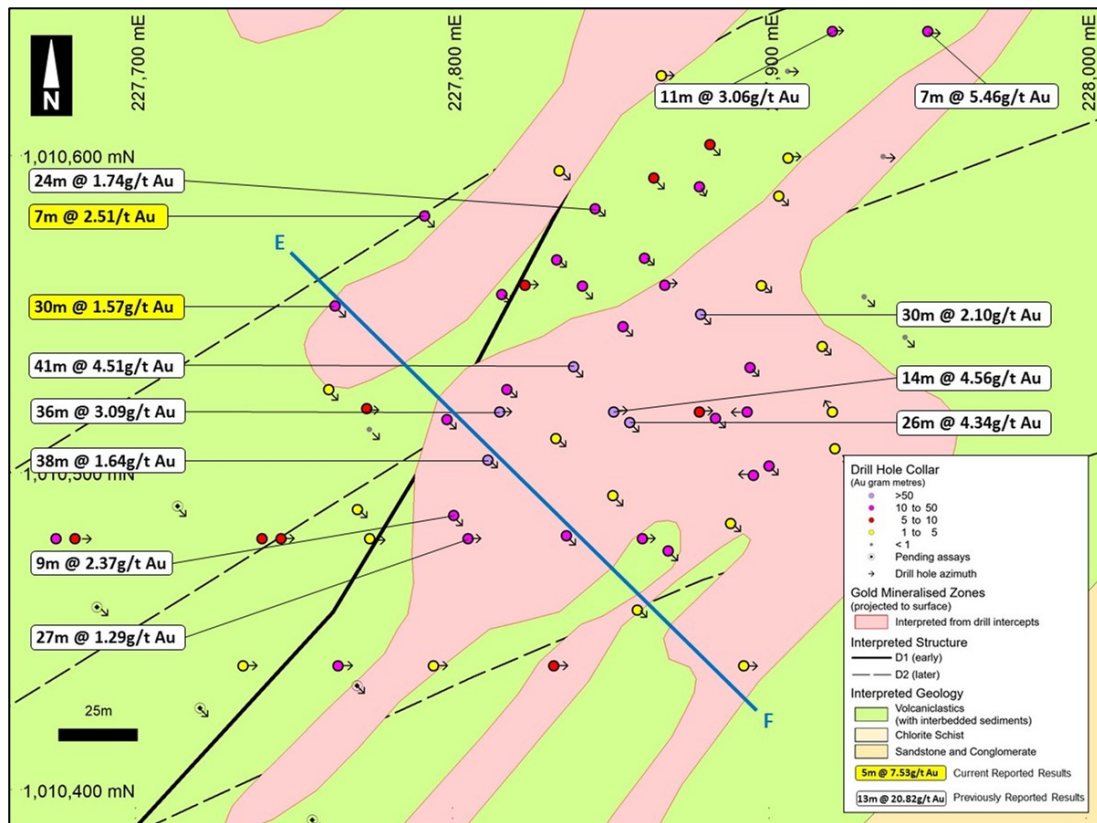 N
227,700 mE
227,800 mE
227,900 mE
228,000 mE
11m @ 3.06g/t Au
7m @ 5.46g/t Au
1,010,600 mN
24m @ 1.74g/t Au
7m @ 2.51/t Au
E
30m @ 1.57g/t Au
30m @ 2.10g/t Au
41m @ 4.51g/t Au
14m @ 4.56g/t Au
36m @ 3.09g/t Au
26m @ 4.34g/t Au
38m @ 1.64g/t Au
1,010,500 mN
9m @ 2.37g/t Au
27m @ 1.29g/t Au
25m
F
1,010,400 mN
Drill Hole Collar
(Au gram metres)
>50
10 to 50
5 to 10
1 to 5
< 1
Pending assays
Drill hole azimuth
Gold Mineralised Zones
(projected to surface)
Interpreted from drill intercepts
Interpreted Structure
D1 (early)
D2 (later)
Interpreted Geology
Volcaniclastics
(with interbedded sediments)
Chlorite Schist
Sandstone and Conglomerate
5m @ 7.53g/t Au Current Reported Results
13m @ 20.82g/t Au Previously Reported Results